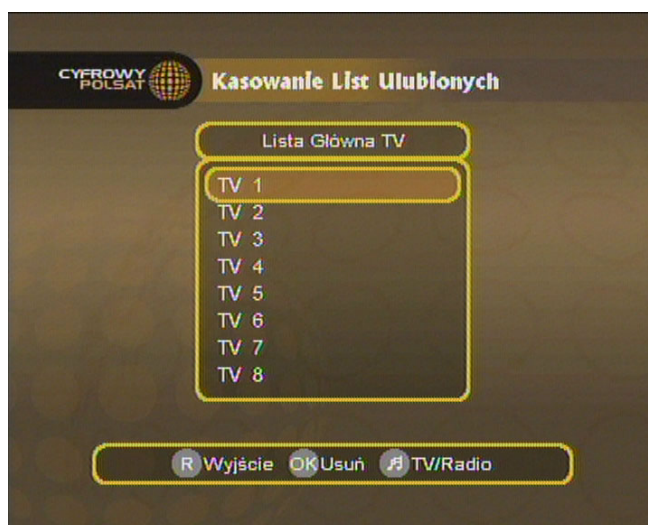 CYFROWY
POLSAT
Kasowanie List Ulubionych
Lista Główna TV
TV 1
TV 2
TV 3
TV 4
TV 5
TV 6
TV 7
TV 8
R Wyjście OK Usuń TV/Radio